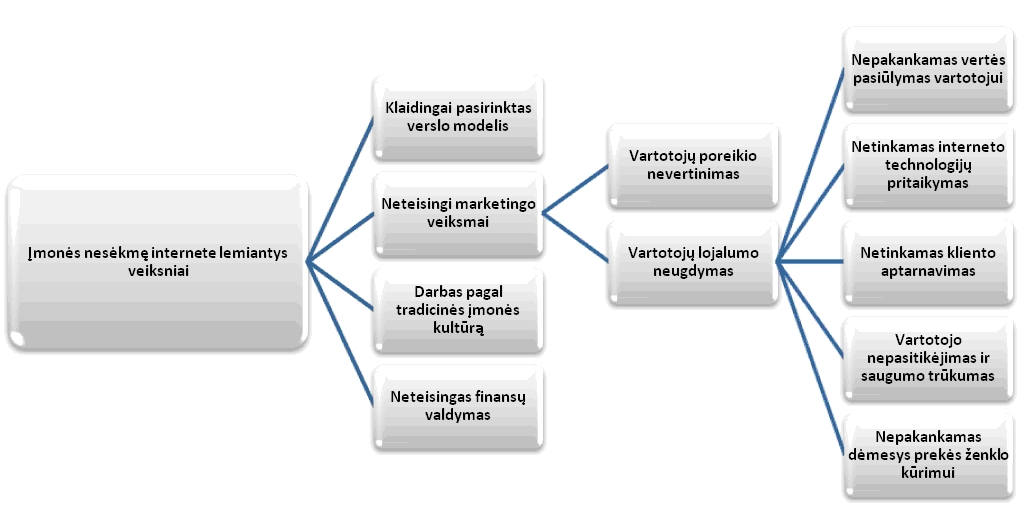 Įmonės nesėkmę internete lemiantys
veiksniai
Klaidingai pasirinktas
verslo modelis
Neteisingi marketingo
veiksmai
Darbas pagal
tradicinės įmonės
kultūrą
Neteisingas finansų
valdymas
Vartotojų poreikio
nevertinimas
Vartotojų lojalumo
neugdymas
Nepakankamas vertės
pasiūlymas vartotojui
Netinkamas interneto
technologijų
pritaikymas
Netinkamas kliento
aptarnavimas
Vartotojo
nepasitikėjimas ir
saugumo trūkumas
Nepakankamas
dėmesys prekės ženklo
kūrimui